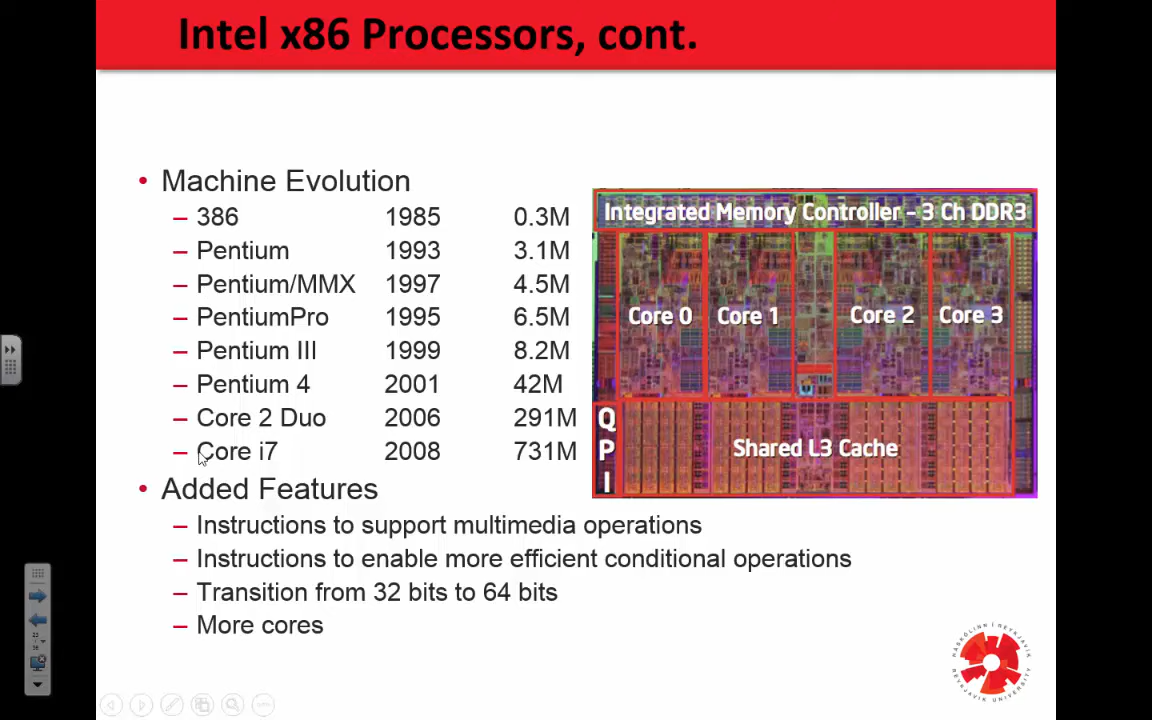 Intel x86 Processors, cont.
• Machine Evolution
– 386 1985 0.3M
– Pentium 1993 3.1M
– Pentium/MMX 1997 4.5M
– PentiumPro 1995 6.5M
– Pentium III 1999 8.2M
– Pentium 4 2001 42M
– Core 2 Duo 2006 291M
– Core i7 2008 731M
Integrated Memory Controller – 3 Ch DDR3
Core 0 Core 1 Core 2 Core 3
Q
P
I
Shared L3 Cache
• Added Features
– Instructions to support multimedia operations
– Instructions to enable more efficient conditional operations
– Transition from 32 bits to 64 bits
– More cores
HÁSKÓLINN Í REYKJAVÍK
REYKJAVIK UNIVERSITY